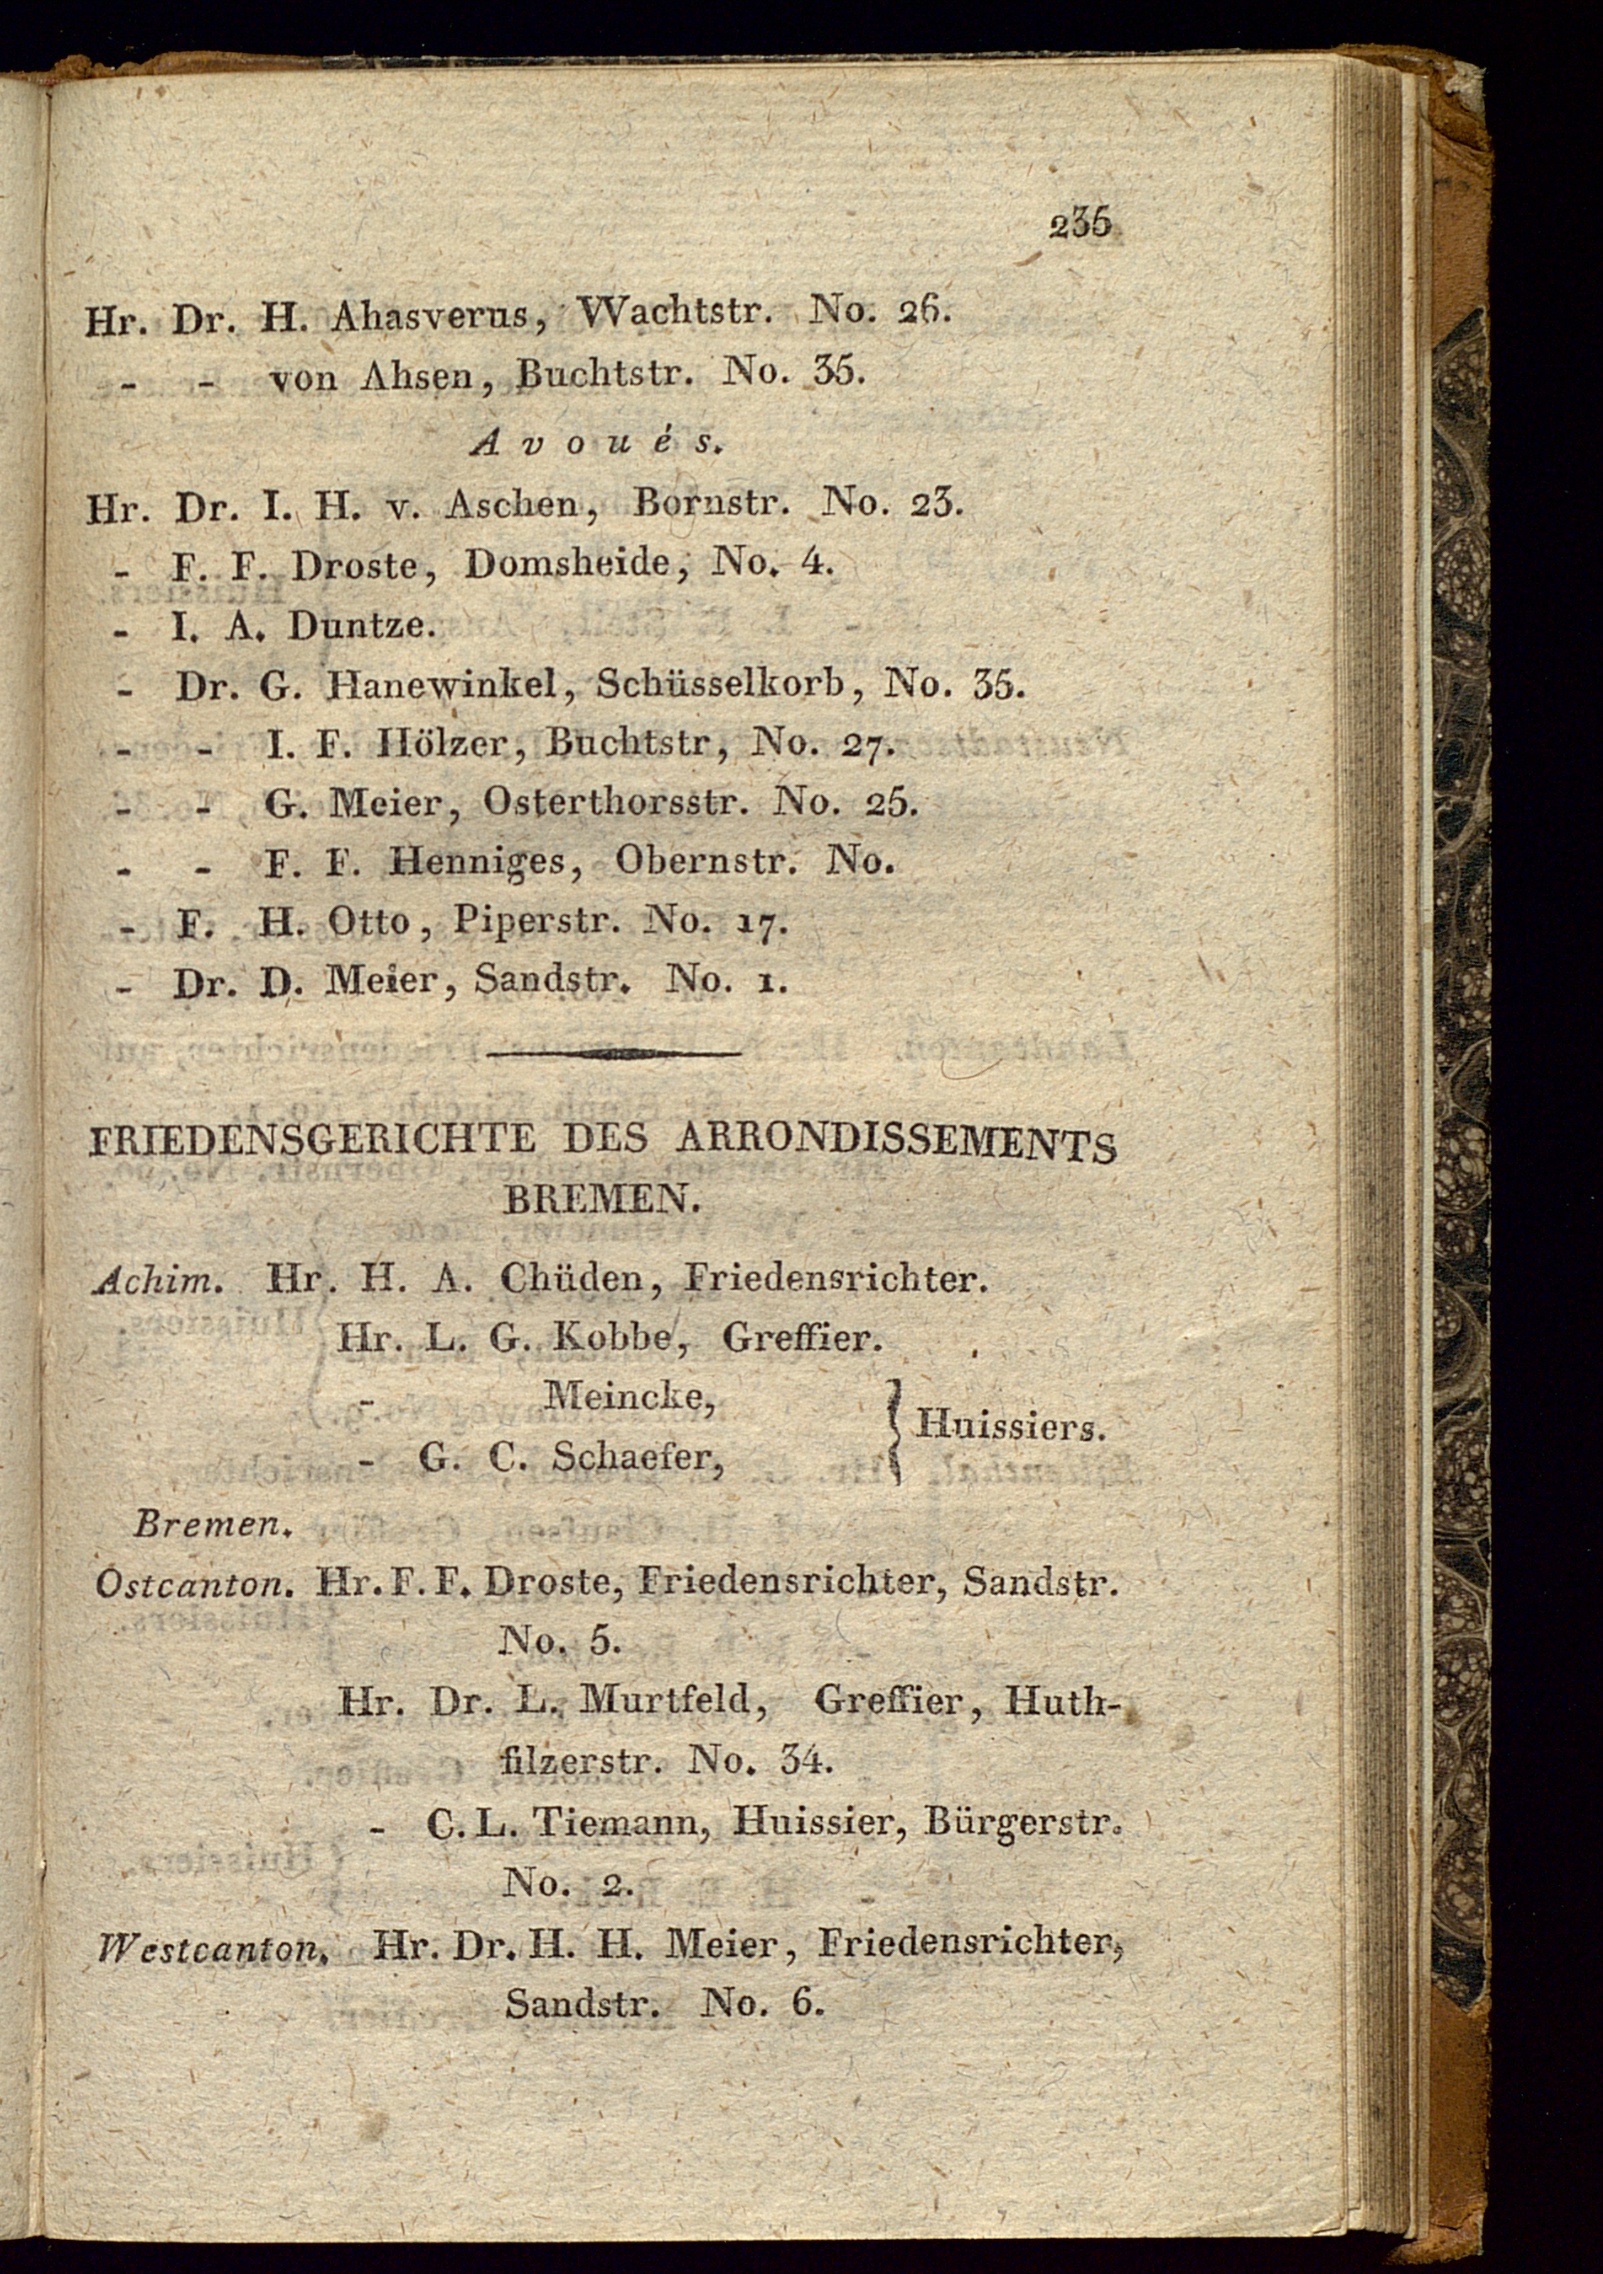 235
Hr. Dr. H. Ahasverus, Wachtstr. No. 26.
- - von Ahsen, Buchtstr. No. 35.
Avoués.
Hr. Dr. I. H. v. Aschen, Bornstr. No. 23.
- F. F. Droste, Domsheide, No. 4.
- I. A. Duntze.
- Dr. G. Hanewinkel, Schüsselkorb, No. 35.
- - I. F. Hölzer, Buchtstr, No. 27.
- - G. Meier, Osterthorsstr. No. 25.
- - F. F. Henniges, Obernstr. No.
- F. H. Otto, Piperstr. No. 17.
- Dr. D. Meier, Sandstr. No. 1.
FRIEDENSGERICHTE DES ARRONDISSEMENTS
BREMEN.
Achim. Hr. H. A. Chüden, Friedensrichter.
Hr. L. G. Kobbe, Greffier.
- Meincke,
- G. C. Schaefer,
} Huissiers.
Bremen.
Ostcanton. Hr. F. F. Droste, Friedensrichter, Sandstr.
No. 5.
Hr. Dr. L. Murtfeld, Greffier, Huth-
filzerstr. No. 34.
- C. L. Tiemann, Huissier, Bürgerstr.
No. 2.
Westcanton. Hr. Dr. H. H. Meier, Friedensrichter,
Sandstr. No. 6.